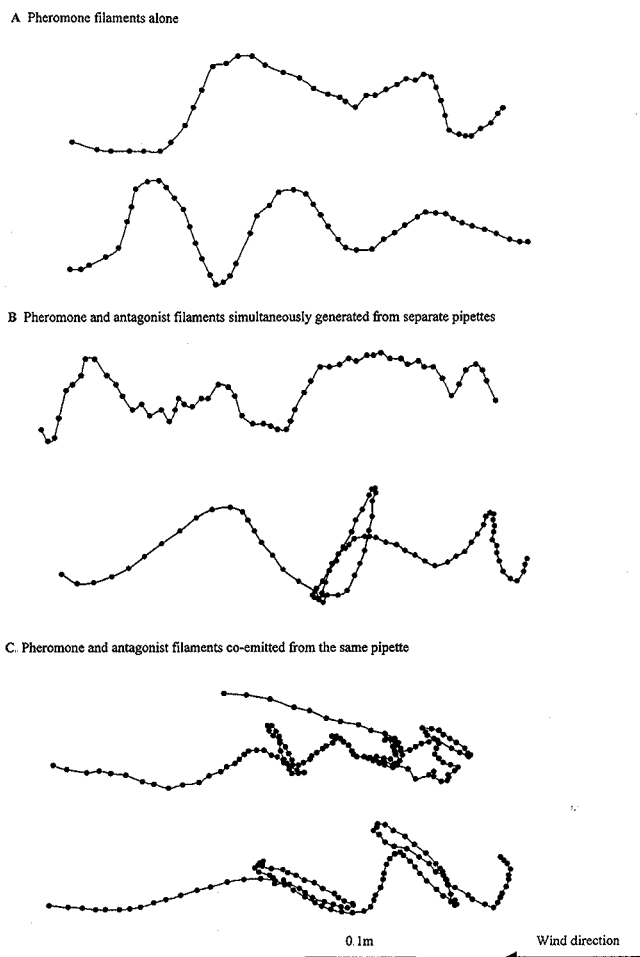 A Pheromone filaments alone
B Pheromone and antagonist filaments simultaneously generated from separate pipettes
C. Pheromone and antagonist filaments co-emitted from the same pipette
0.1m Wind direction